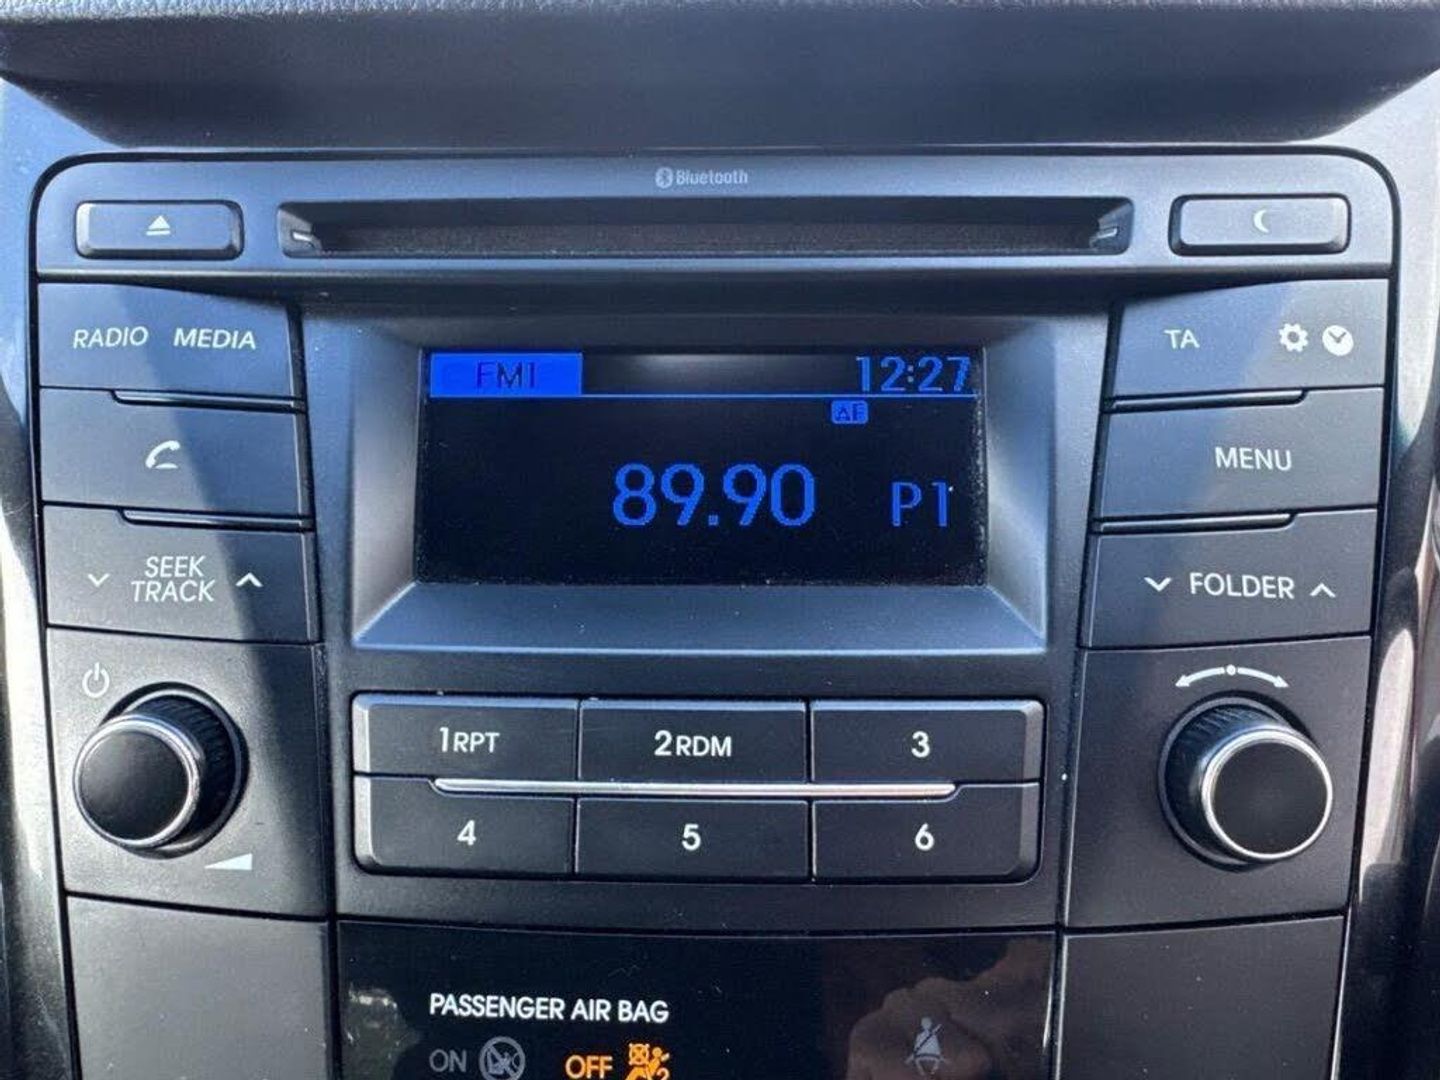 Bluetooth
RADIO MEDIA
TA
FM1 12:27
AF
MENU
89.90 P1
SEEK
TRACK
FOLDER
1RPT 2RDM 3
4 5 6
PASSENGER AIR BAG
ON OFF 2